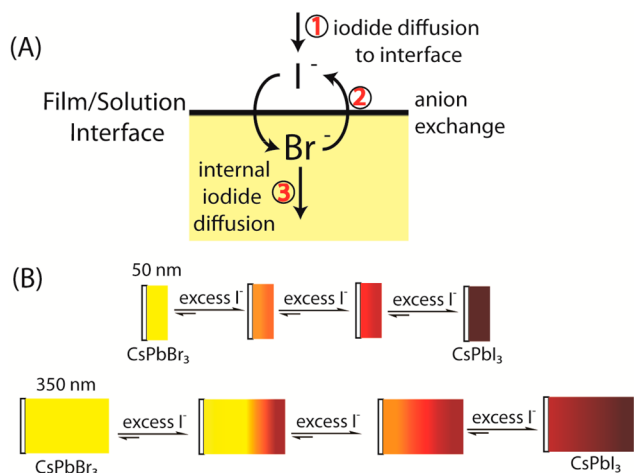 (A)
① iodide diffusion
to interface
I⁻
②
Film/Solution
Interface
anion
exchange
Br⁻
internal
iodide
diffusion
③
(B)
50 nm
excess I⁻ excess I⁻ excess I⁻
CsPbBr₃ CsPbI₃
350 nm
excess I⁻ excess I⁻ excess I⁻
CsPbBr₃ CsPbI₃